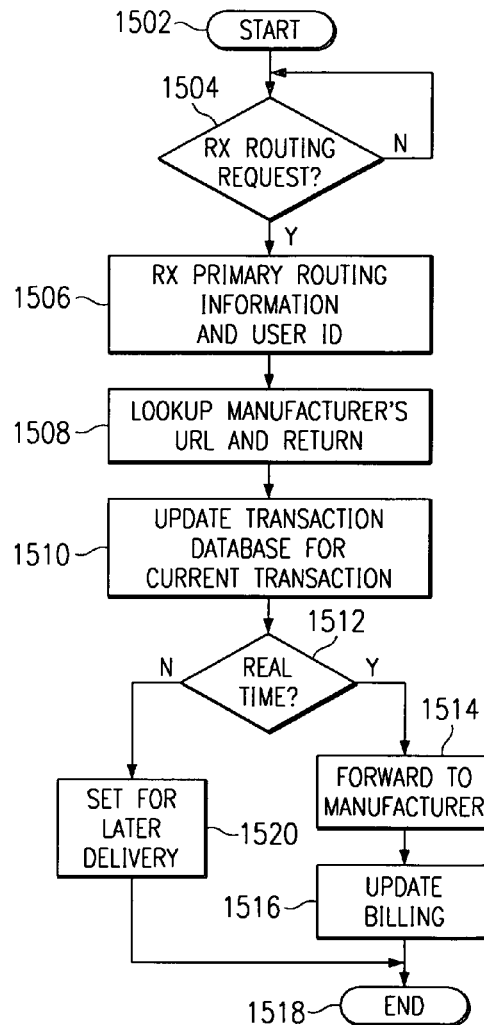 1502
START
1504
RX ROUTING
REQUEST?
N
Y
1506
RX PRIMARY ROUTING
INFORMATION
AND USER ID
1508
LOOKUP MANUFACTURER'S
URL AND RETURN
1510
UPDATE TRANSACTION
DATABASE FOR
CURRENT TRANSACTION
1512
N
REAL
TIME?
Y
1514
FORWARD TO
MANUFACTURER
SET FOR
LATER
DELIVERY
1520
1516
UPDATE
BILLING
1518
END